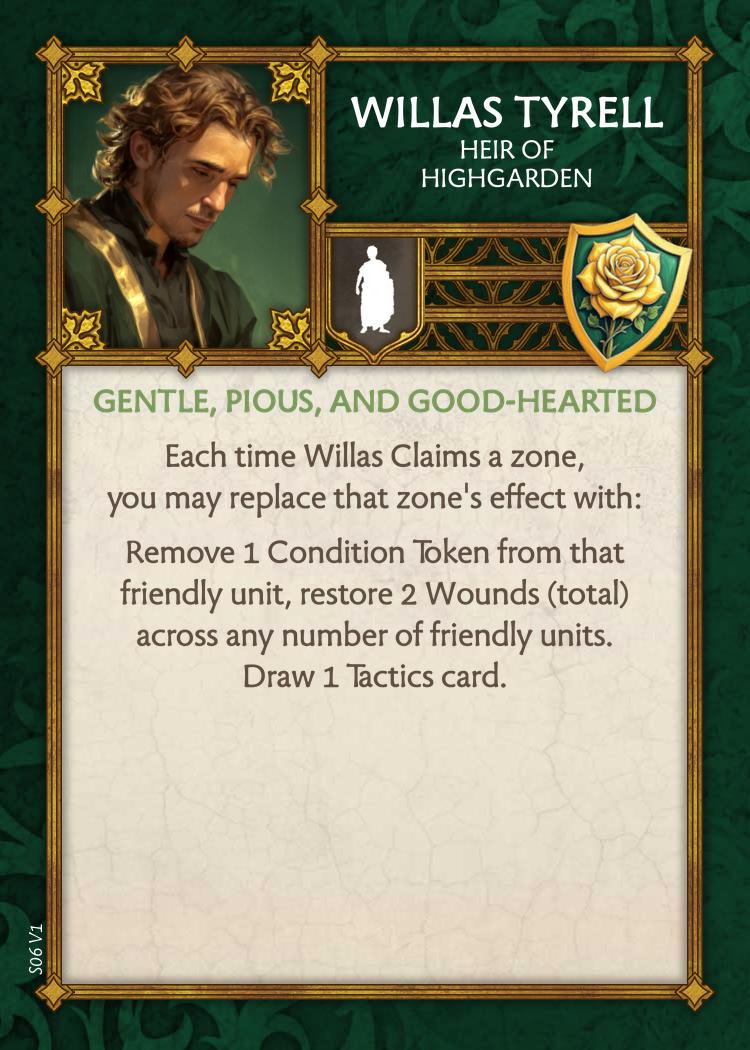 WILLAS TYRELL
HEIR OF
HIGHGARDEN
GENTLE, PIOUS, AND GOOD-HEARTED
Each time Willas Claims a zone,
you may replace that zone's effect with:
Remove 1 Condition Token from that
friendly unit, restore 2 Wounds (total)
across any number of friendly units.
Draw 1 Tactics card.
S06 V1